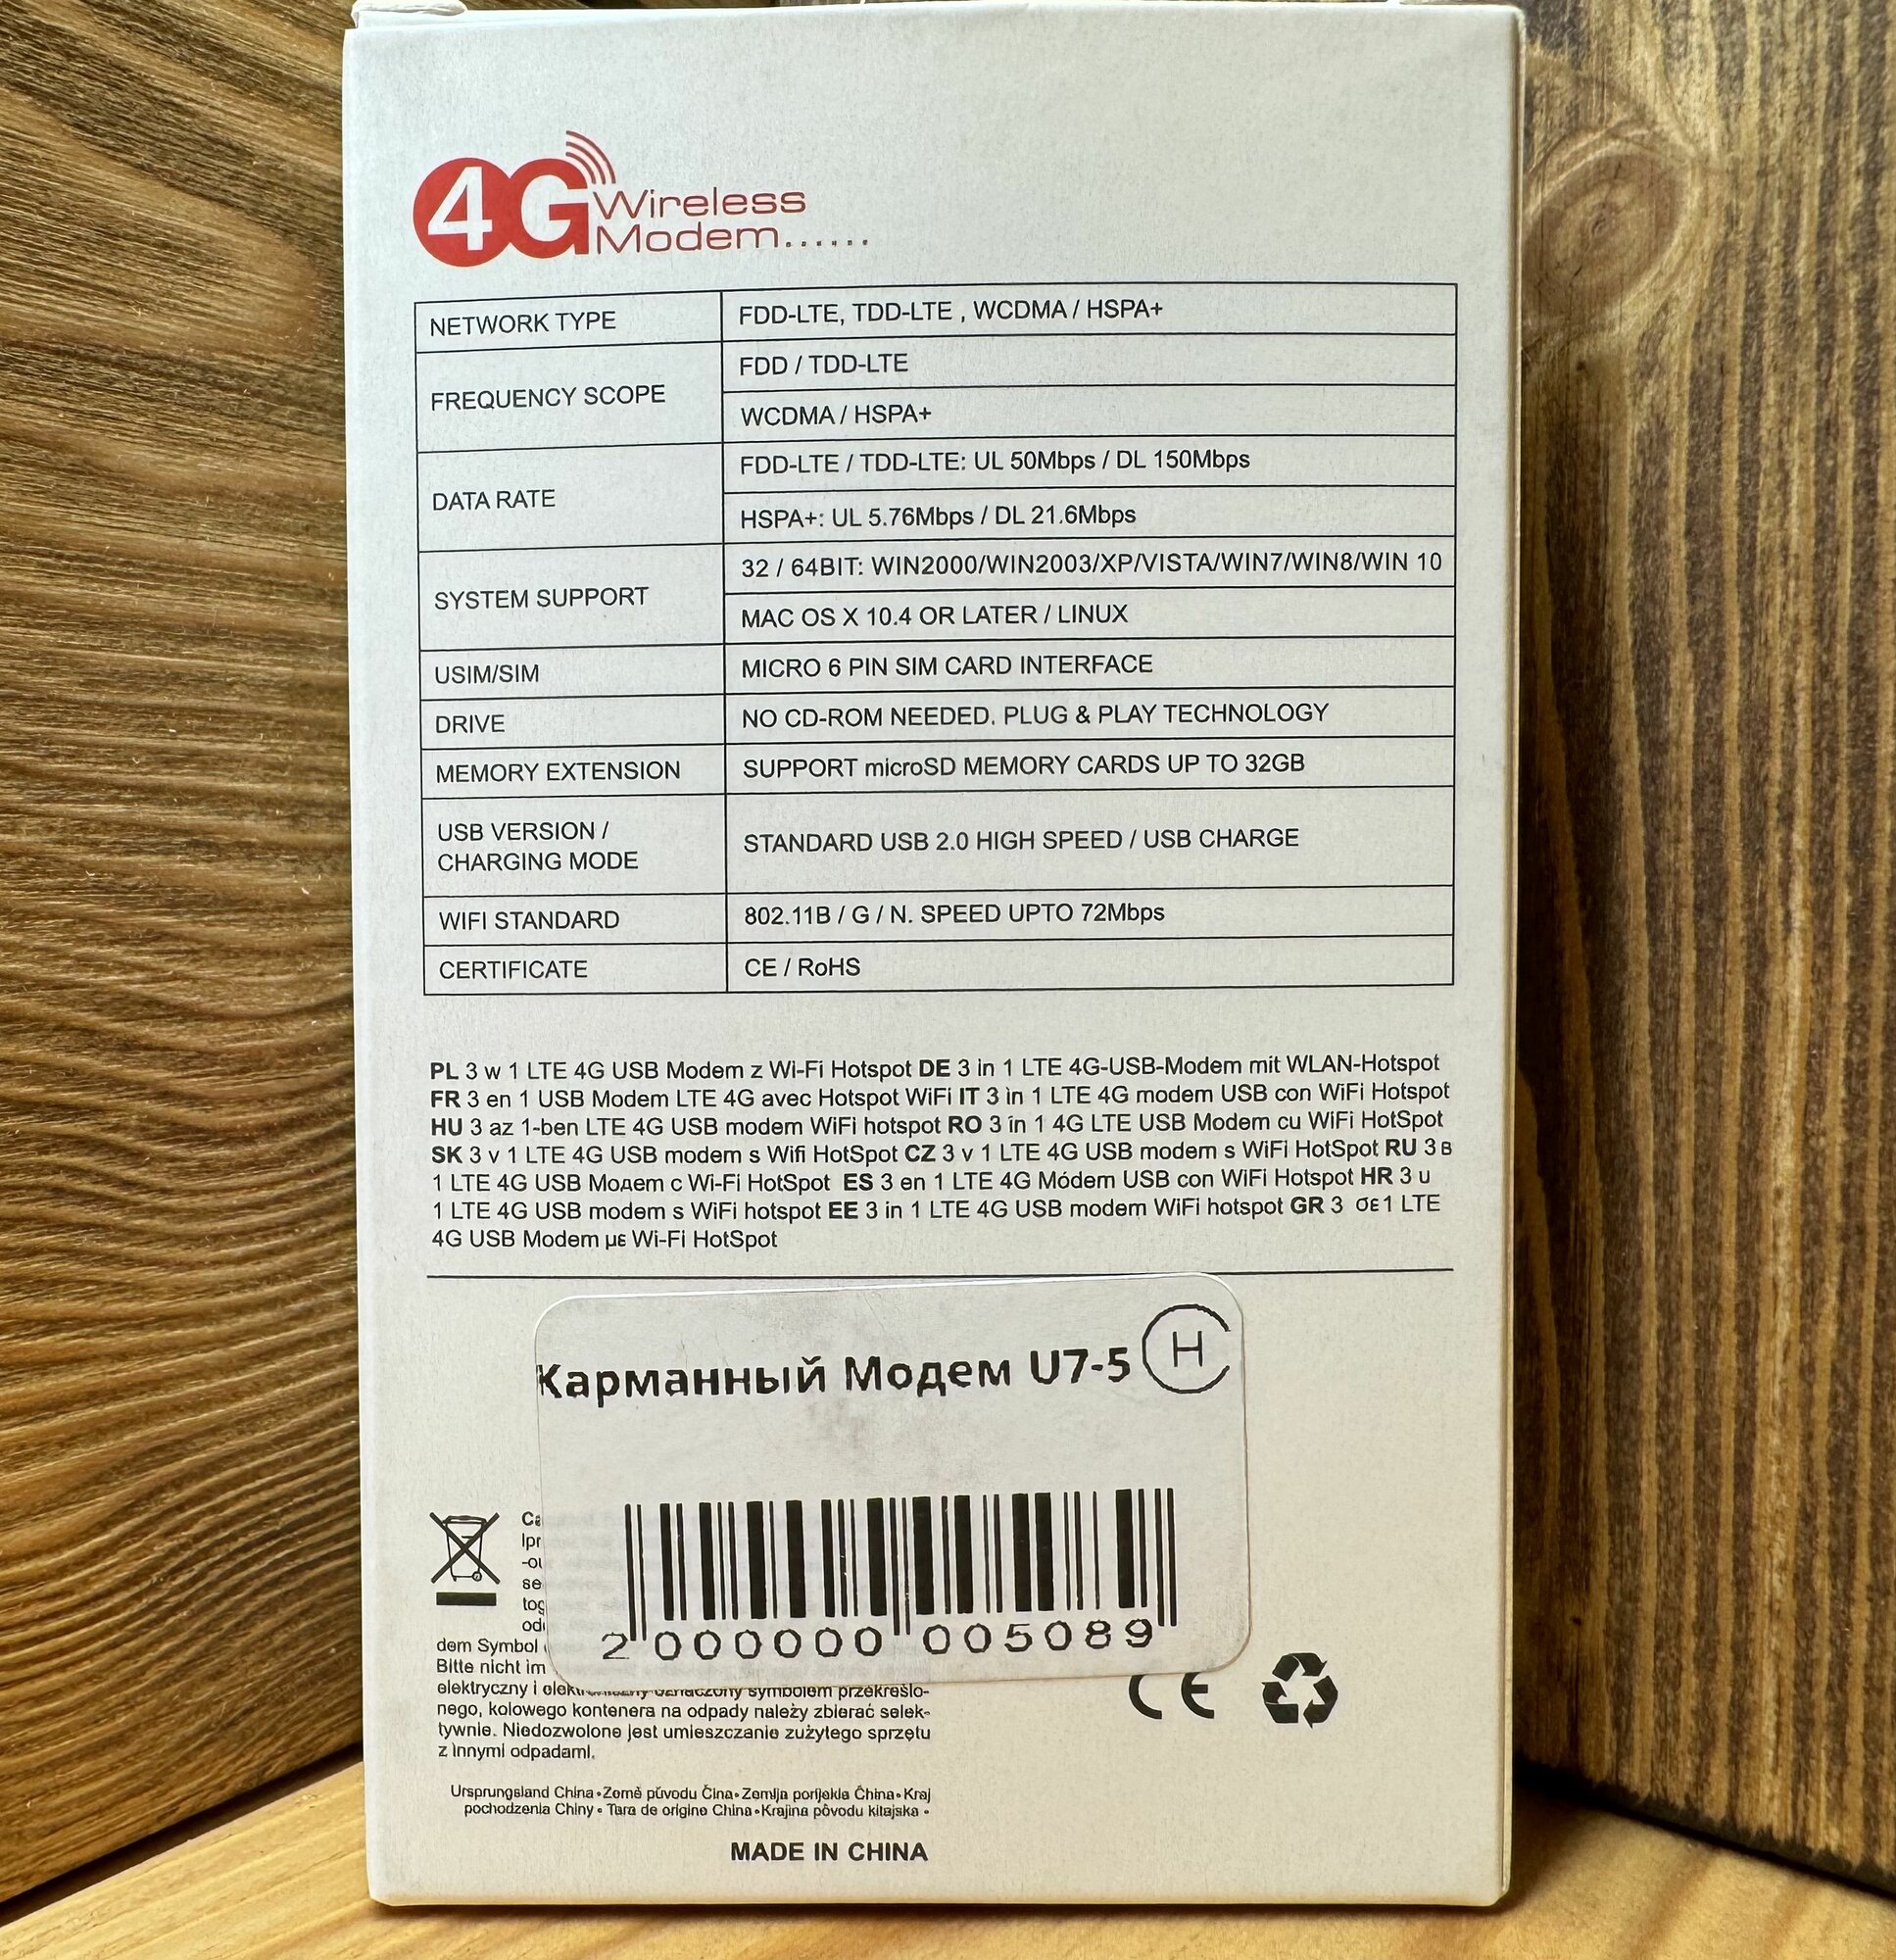 4G Wireless
Modem......
NETWORK TYPE
FDD-LTE, TDD-LTE , WCDMA / HSPA+
FREQUENCY SCOPE
FDD / TDD-LTE
WCDMA / HSPA+
DATA RATE
FDD-LTE / TDD-LTE: UL 50Mbps / DL 150Mbps
HSPA+: UL 5.76Mbps / DL 21.6Mbps
SYSTEM SUPPORT
32 / 64BIT: WIN2000/WIN2003/XP/VISTA/WIN7/WIN8/WIN 10
MAC OS X 10.4 OR LATER / LINUX
USIM/SIM
MICRO 6 PIN SIM CARD INTERFACE
DRIVE
NO CD-ROM NEEDED. PLUG & PLAY TECHNOLOGY
MEMORY EXTENSION
SUPPORT microSD MEMORY CARDS UP TO 32GB
USB VERSION /
CHARGING MODE
STANDARD USB 2.0 HIGH SPEED / USB CHARGE
WIFI STANDARD
802.11B / G / N. SPEED UPTO 72Mbps
CERTIFICATE
CE / RoHS
PL 3 w 1 LTE 4G USB Modem z Wi-Fi Hotspot DE 3 in 1 LTE 4G-USB-Modem mit WLAN-Hotspot
FR 3 en 1 USB Modem LTE 4G avec Hotspot WiFi IT 3 in 1 LTE 4G modem USB con WiFi Hotspot
HU 3 az 1-ben LTE 4G USB modem WiFi hotspot RO 3 în 1 4G LTE USB Modem cu WiFi HotSpot
SK 3 v 1 LTE 4G USB modem s Wifi HotSpot CZ 3 v 1 LTE 4G USB modem s WiFi HotSpot RU 3 в
1 LTE 4G USB Модем с Wi-Fi HotSpot ES 3 en 1 LTE 4G Módem USB con WiFi Hotspot HR 3 u
1 LTE 4G USB modem s WiFi hotspot EE 3 in 1 LTE 4G USB modem WiFi hotspot GR 3 σε1 LTE
4G USB Modem με Wi-Fi HotSpot
Карманный Модем U7-5 Н
2 000000 005089
dem Symbol
Bitte nicht im
elektryczny i oznaczony symbolem przekreślo-
nego, kolowego kontenera na odpady należy zbierać selek-
tywnie. Niedozwolone jest umieszczanie zużytego sprzętu
z innymi odpadami.
CE
Ursprungsland China • Země původu Čína • Zemlja porijekla China • Kraj
pochodzenia Chiny • Tara de origine China • Krajina pôvodu kitajska •
MADE IN CHINA